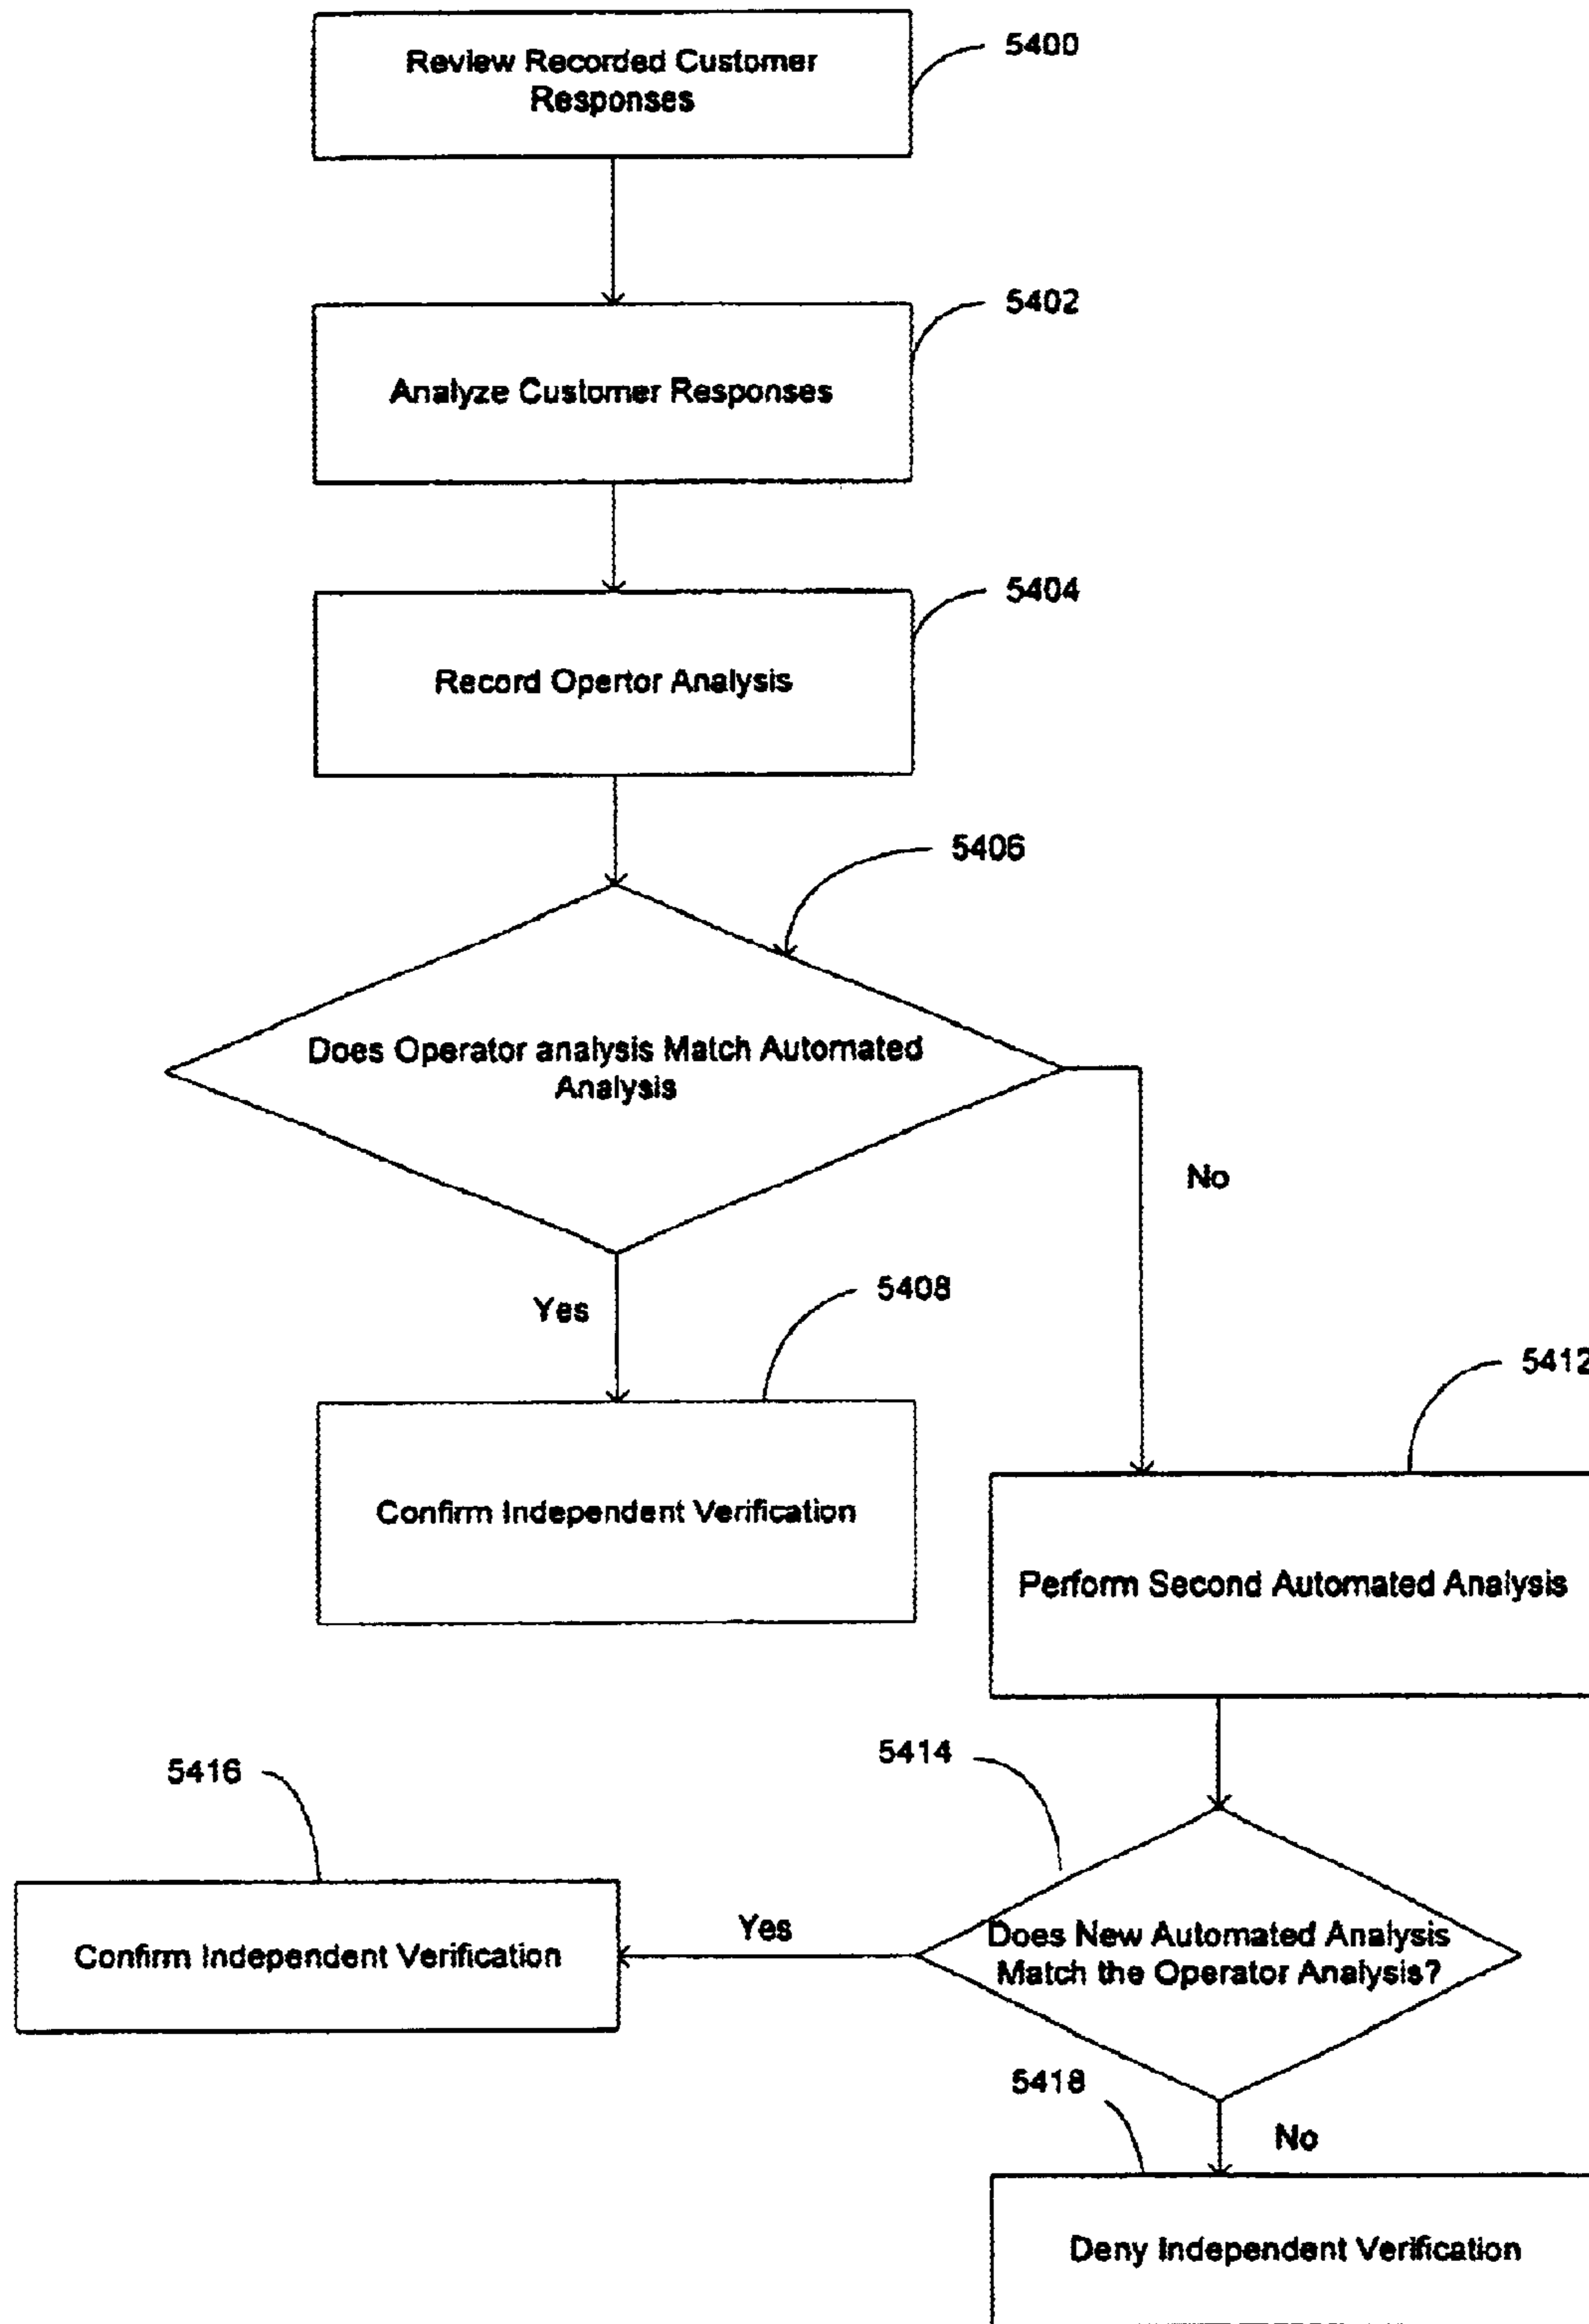 Review Recorded Customer
Responses
5400
Analyze Customer Responses
5402
Record Opertor Analysis
5404
5406
Does Operator analysis Match Automated
Analysis
No
Yes
5408
Confirm Independent Verification
5412
Perform Second Automated Analysis
5414
5416
Confirm Independent Verification
Yes
Does New Automated Analysis
Match the Operator Analysis?
5418
No
Deny Independent Verification